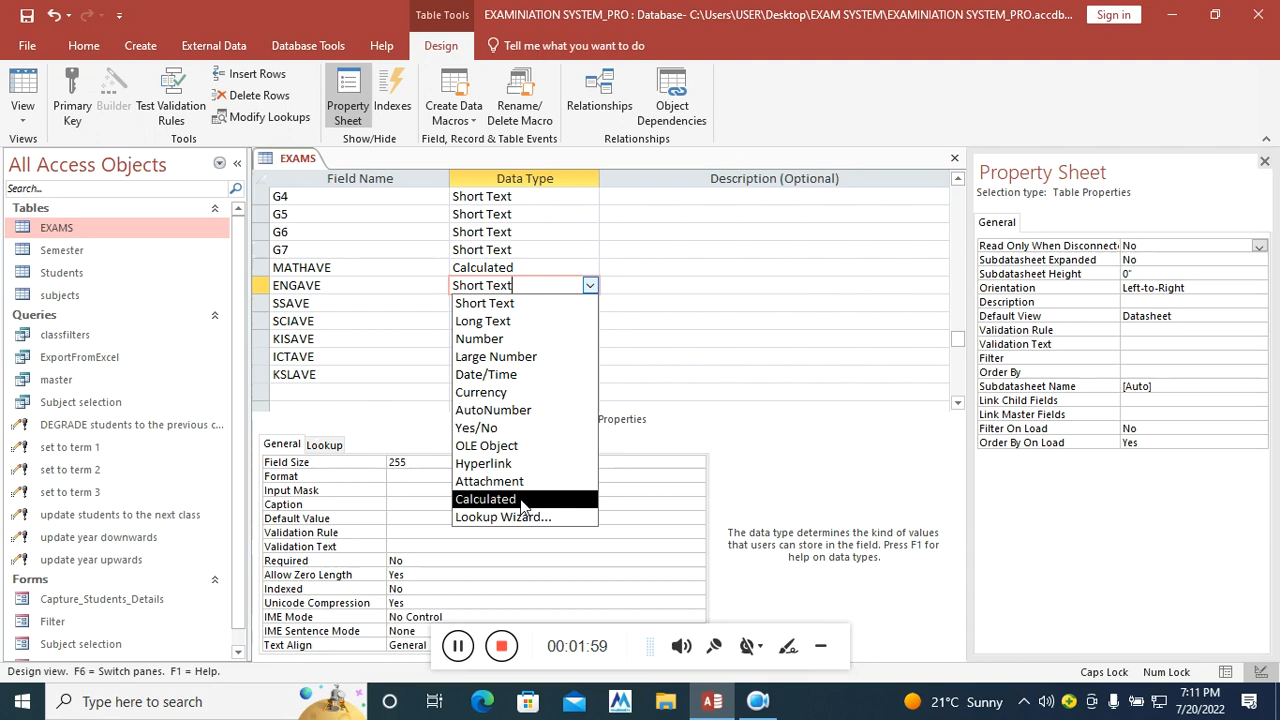 Table Tools
EXAMINIATION SYSTEM_PRO : Database- C:\Users\USER\Desktop\EXAM SYSTEM\EXAMINIATION SYSTEM_PRO.accdb...
Sign in
File Home Create External Data Database Tools Help Design Tell me what you want to do
View
Primary Key
Builder
Test Validation Rules
Insert Rows
Delete Rows
Modify Lookups
Property Sheet
Indexes
Create Data Macros
Rename/ Delete Macro
Relationships
Object Dependencies
Views Tools Show/Hide Field, Record & Table Events Relationships
All Access Objects
Search...
Tables
EXAMS
Semester
Students
subjects
Queries
classfilters
ExportFromExcel
master
Subject selection
DEGRADE students to the previous c...
set to term 1
set to term 2
set to term 3
update students to the next class
update year downwards
update year upwards
Forms
Capture_Students_Details
Filter
Subject selection
EXAMS
Field Name Data Type Description (Optional)
G4 Short Text
G5 Short Text
G6 Short Text
G7 Short Text
MATHAVE Calculated
ENGAVE Short Text
SSAVE
SCIAVE
KISAVE
ICTAVE
KSLAVE
Short Text
Long Text
Number
Large Number
Date/Time
Currency
AutoNumber
Yes/No
OLE Object
Hyperlink
Attachment
Calculated
Lookup Wizard...
Properties
General Lookup
Field Size 255
Format
Input Mask
Caption
Default Value
Validation Rule
Validation Text
Required No
Allow Zero Length Yes
Indexed No
Unicode Compression Yes
IME Mode No Control
IME Sentence Mode None
Text Align General
The data type determines the kind of values
that users can store in the field. Press F1 for
help on data types.
Property Sheet
Selection type: Table Properties
General
Read Only When Disconnect No
Subdatasheet Expanded No
Subdatasheet Height 0"
Orientation Left-to-Right
Description
Default View Datasheet
Validation Rule
Validation Text
Filter
Order By
Subdatasheet Name [Auto]
Link Child Fields
Link Master Fields
Filter On Load No
Order By On Load Yes
00:01:59
Design view. F6 = Switch panes. F1 = Help.
Caps Lock Num Lock
Type here to search
21°C Sunny
7:11 PM
7/20/2022